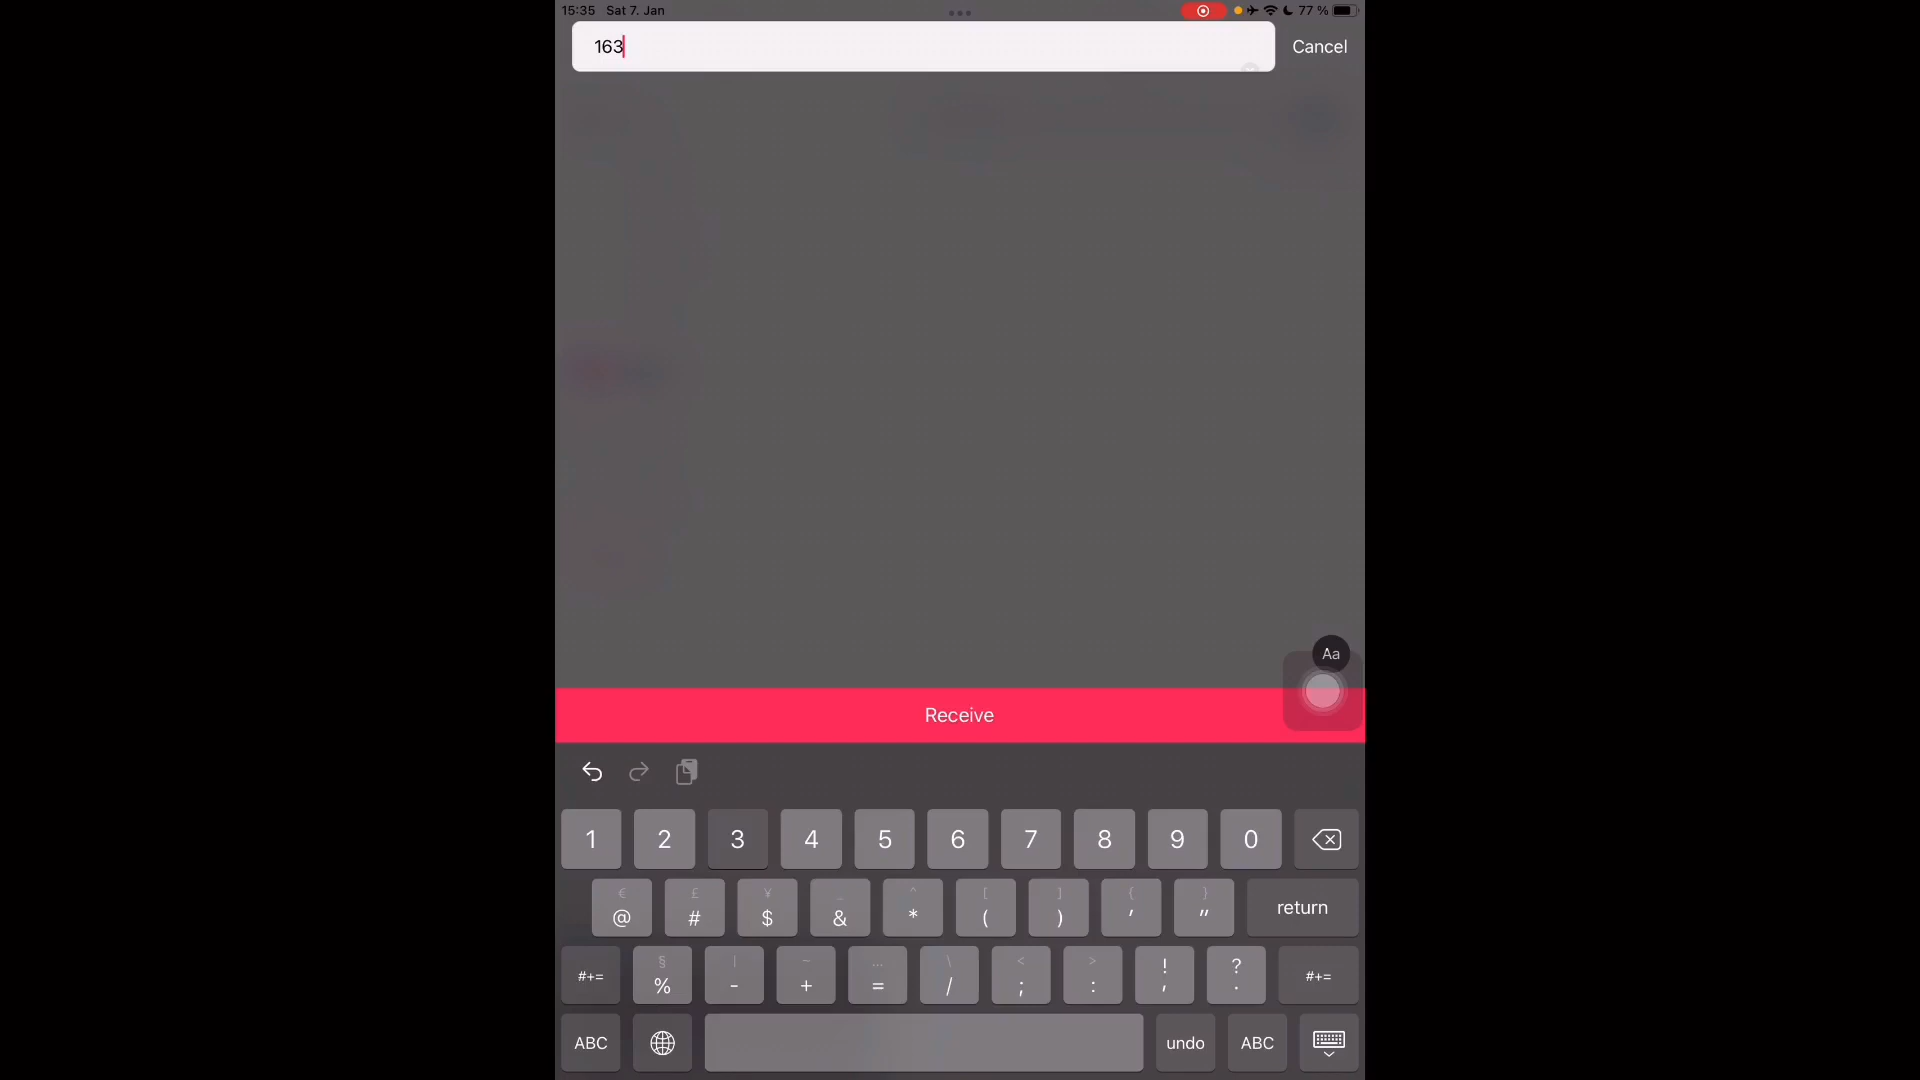 15:35 Sat 7. Jan 77 %
163 Cancel
Aa
Receive
1 2 3 4 5 6 7 8 9 0
€ £ ¥ _ ^ [ ] { }
@ # $ & * ( ) ' " return
§ | ~ … \ < > ! ?
#+= % - + = / ; : , . #+=
ABC undo ABC